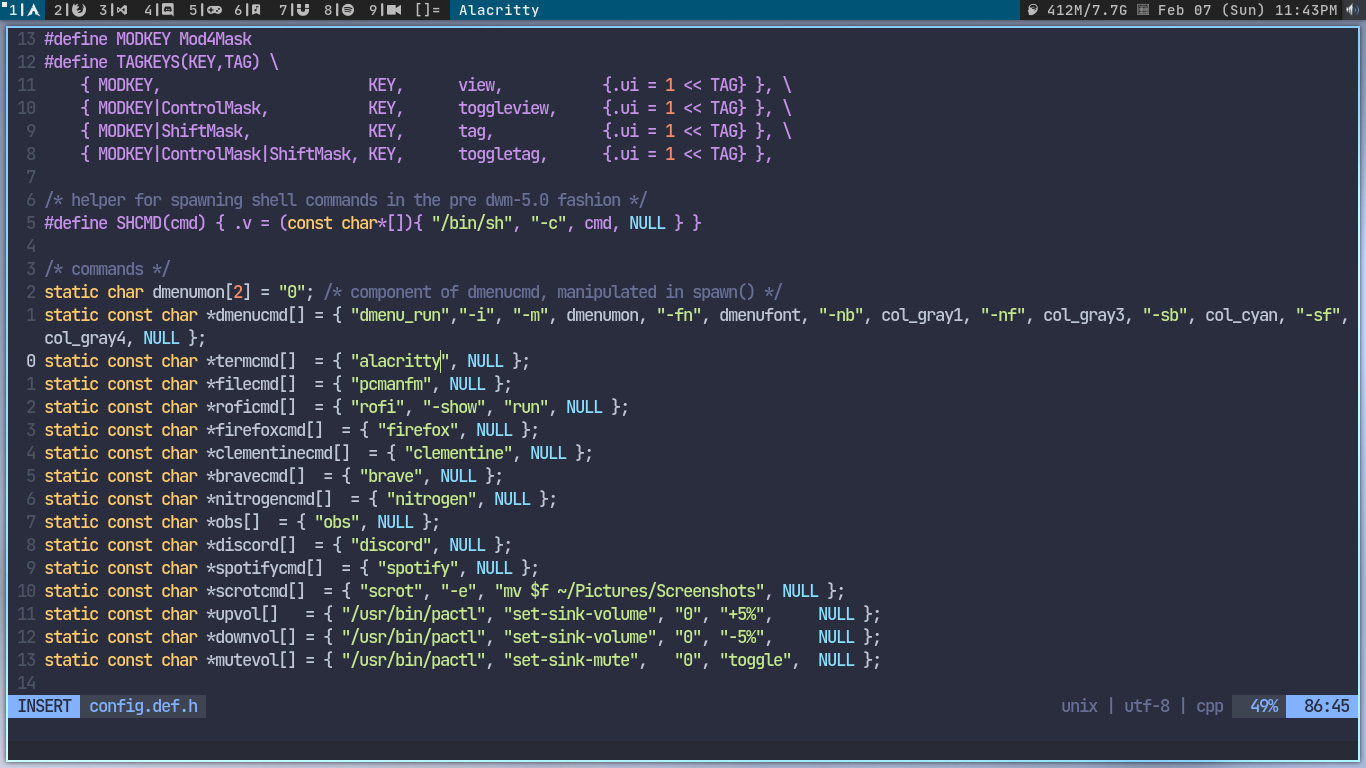 1 2 3 4 5 6 7 8 9 []= Alacritty 412M/7.7G Feb 07 (Sun) 11:43PM
13 #define MODKEY Mod4Mask
12 #define TAGKEYS(KEY,TAG) \
11     { MODKEY,                       KEY,      view,           {.ui = 1 << TAG} }, \
10     { MODKEY|ControlMask,           KEY,      toggleview,     {.ui = 1 << TAG} }, \
9     { MODKEY|ShiftMask,             KEY,      tag,            {.ui = 1 << TAG} }, \
8     { MODKEY|ControlMask|ShiftMask, KEY,      toggletag,      {.ui = 1 << TAG} },
7
6 /* helper for spawning shell commands in the pre dwm-5.0 fashion */
5 #define SHCMD(cmd) { .v = (const char*[]){ "/bin/sh", "-c", cmd, NULL } }
4
3 /* commands */
2 static char dmenumon[2] = "0"; /* component of dmenucmd, manipulated in spawn() */
1 static const char *dmenucmd[] = { "dmenu_run","-i", "-m", dmenumon, "-fn", dmenufont, "-nb", col_gray1, "-nf", col_gray3, "-sb", col_cyan, "-sf",
col_gray4, NULL };
0 static const char *termcmd[]  = { "alacritty", NULL };
1 static const char *filecmd[]  = { "pcmanfm", NULL };
2 static const char *roficmd[]  = { "rofi", "-show", "run", NULL };
3 static const char *firefoxcmd[]  = { "firefox", NULL };
4 static const char *clementinecmd[]  = { "clementine", NULL };
5 static const char *bravecmd[]  = { "brave", NULL };
6 static const char *nitrogencmd[]  = { "nitrogen", NULL };
7 static const char *obs[]  = { "obs", NULL };
8 static const char *discord[]  = { "discord", NULL };
9 static const char *spotifycmd[]  = { "spotify", NULL };
10 static const char *scrotcmd[]  = { "scrot", "-e", "mv $f ~/Pictures/Screenshots", NULL };
11 static const char *upvol[]   = { "/usr/bin/pactl", "set-sink-volume", "0", "+5%",     NULL };
12 static const char *downvol[] = { "/usr/bin/pactl", "set-sink-volume", "0", "-5%",     NULL };
13 static const char *mutevol[] = { "/usr/bin/pactl", "set-sink-mute",   "0", "toggle",  NULL };
14
INSERT config.def.h unix | utf-8 | cpp 49% 86:45